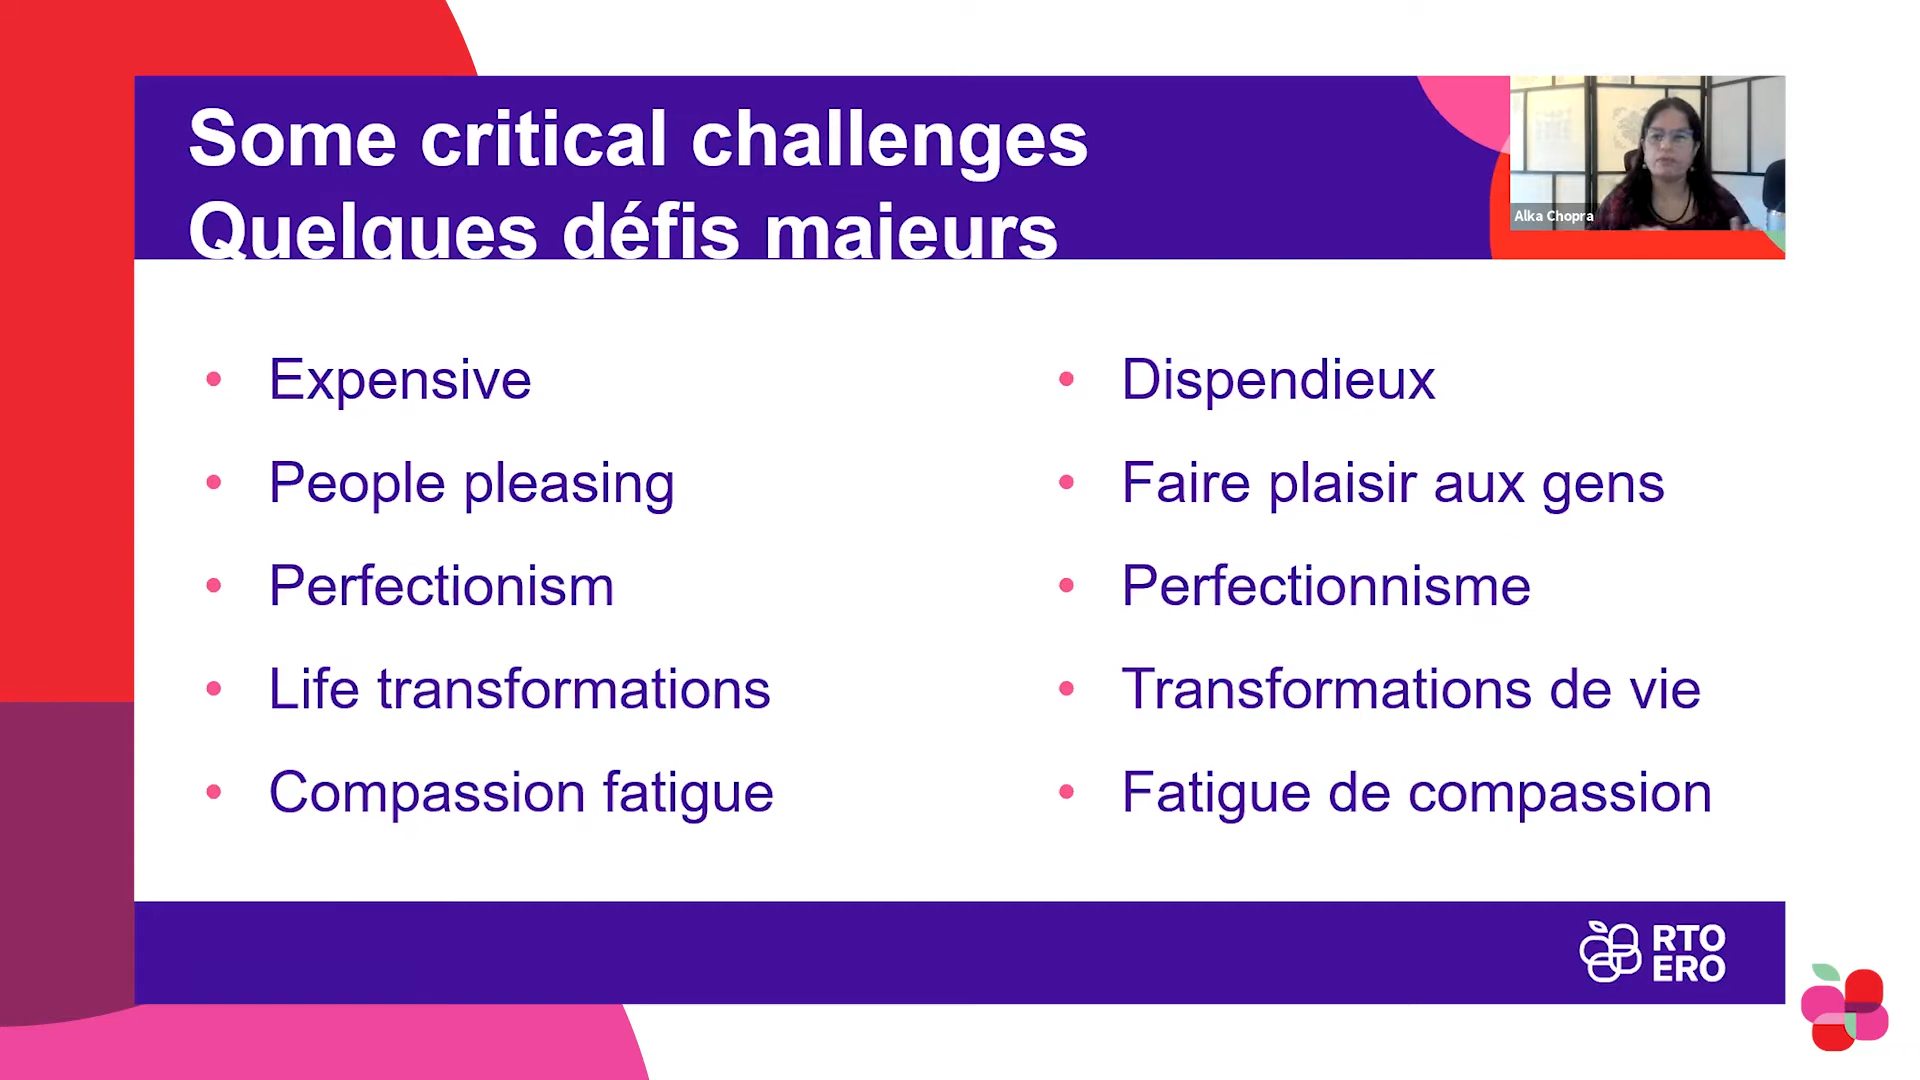 Some critical challenges
Quelques défis majeurs
Alka Chopra
• Expensive
• People pleasing
• Perfectionism
• Life transformations
• Compassion fatigue
• Dispendieux
• Faire plaisir aux gens
• Perfectionnisme
• Transformations de vie
• Fatigue de compassion
RTO
ERO